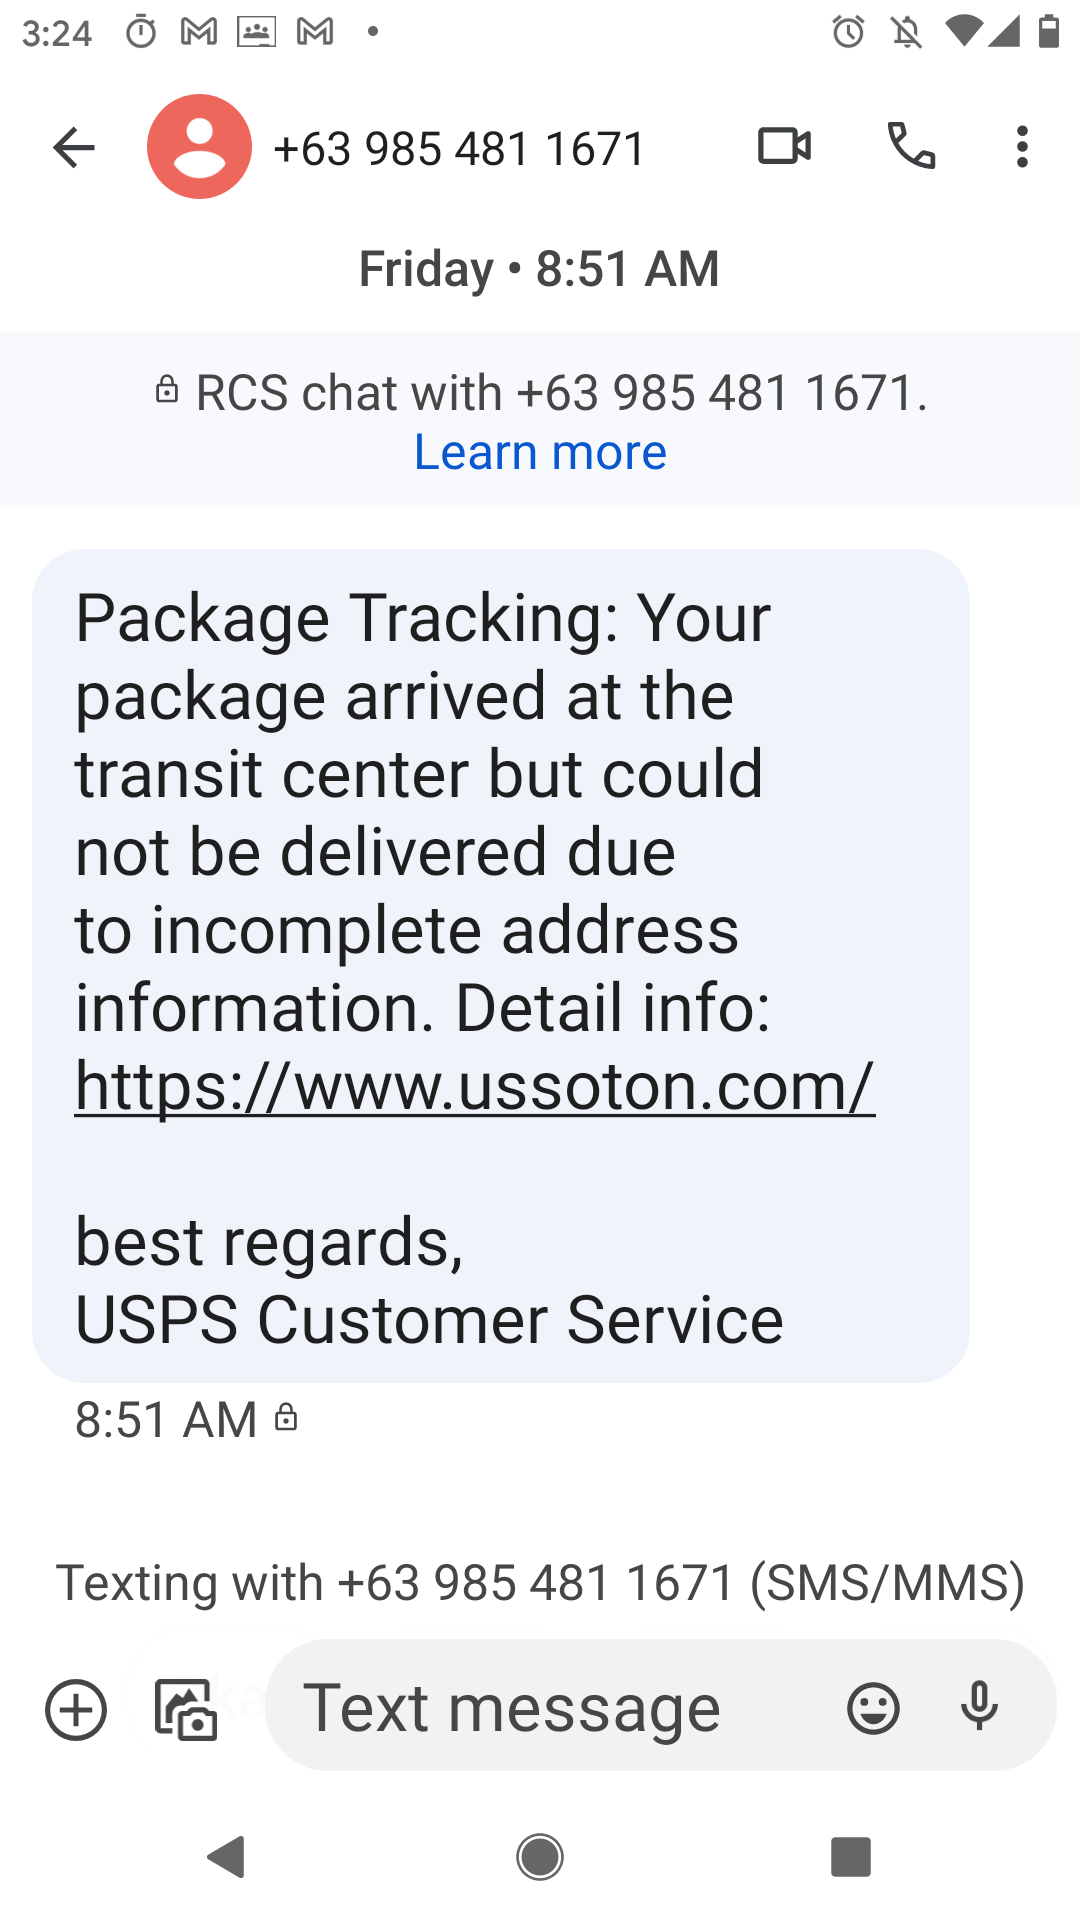 3:24
+63 985 481 1671
Friday • 8:51 AM
RCS chat with +63 985 481 1671.
Learn more
Package Tracking: Your
package arrived at the
transit center but could
not be delivered due
to incomplete address
information. Detail info:
https://www.ussoton.com/
best regards,
USPS Customer Service
8:51 AM
Texting with +63 985 481 1671 (SMS/MMS)
Text message